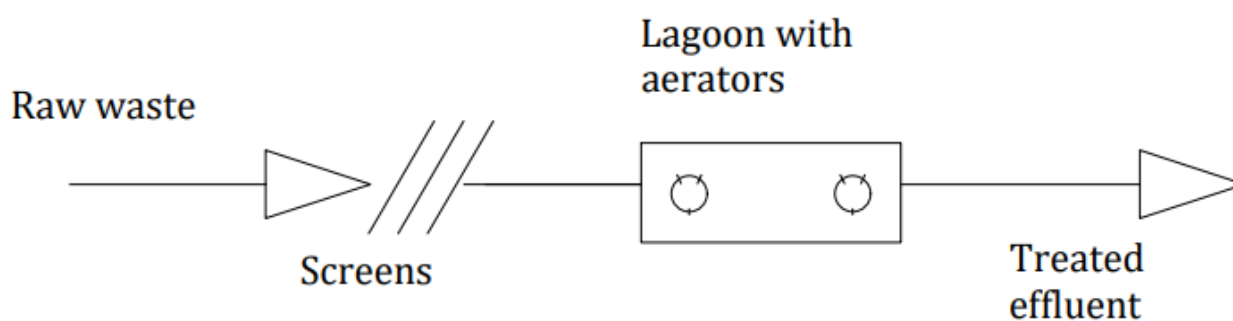 Raw waste
Screens
Lagoon with
aerators
Treated
effluent